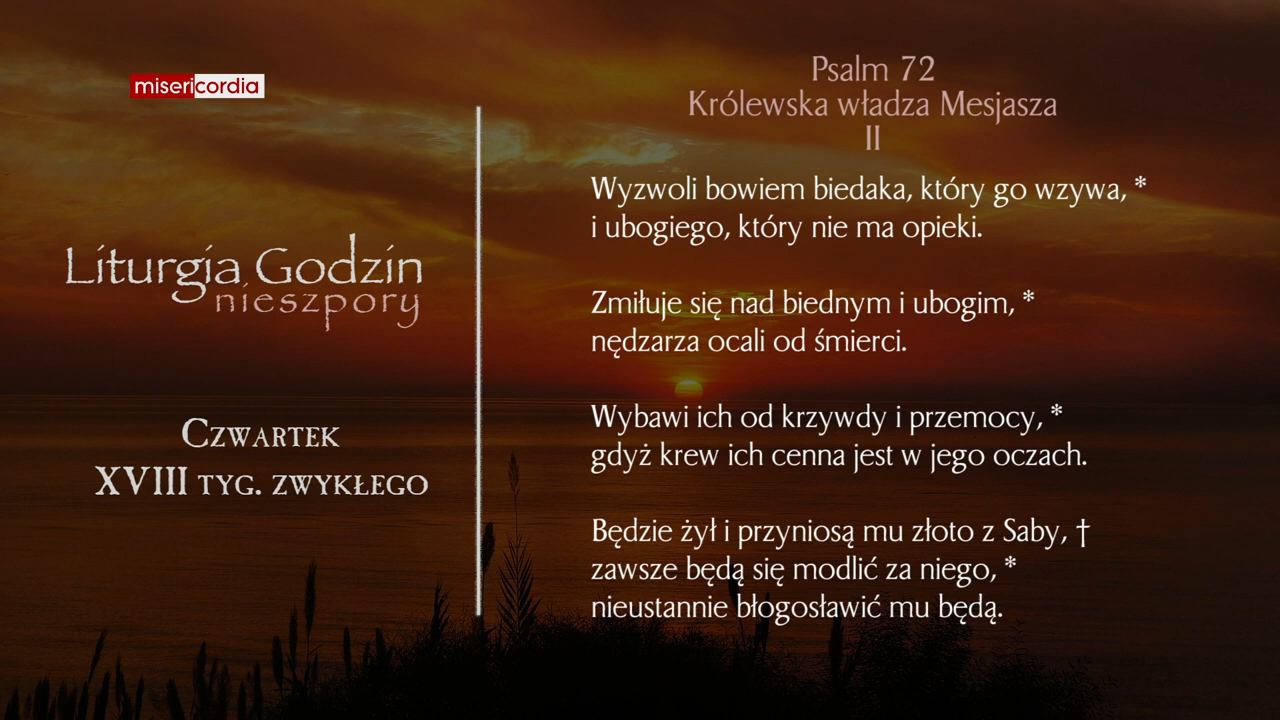 misericordia
Liturgia Godzin
nieszpory
Czwartek
XVIII tyg. zwykłego
Psalm 72
Królewska władza Mesjasza
II
Wyzwoli bowiem biedaka, który go wzywa, *
i ubogiego, który nie ma opieki.
Zmiłuje się nad biednym i ubogim, *
nędzarza ocali od śmierci.
Wybawi ich od krzywdy i przemocy, *
gdyż krew ich cenna jest w jego oczach.
Będzie żył i przyniosą mu złoto z Saby, †
zawsze będą się modlić za niego, *
nieustannie błogosławić mu będą.